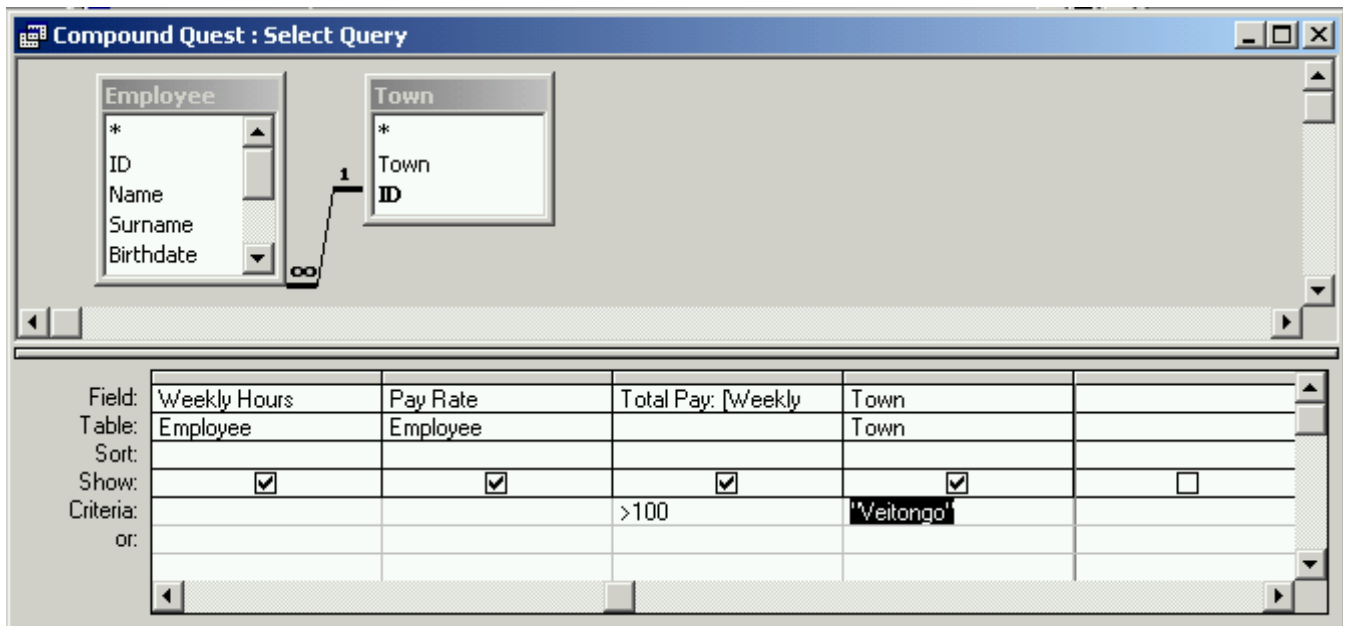 Compound Quest : Select Query
Employee
*
ID
Name
Surname
Birthdate
Town
*
Town
ID
1
∞
Field: Weekly Hours Pay Rate Total Pay: [Weekly Town
Table: Employee Employee Town
Sort:
Show:
Criteria: >100 "Veitongo"
or: